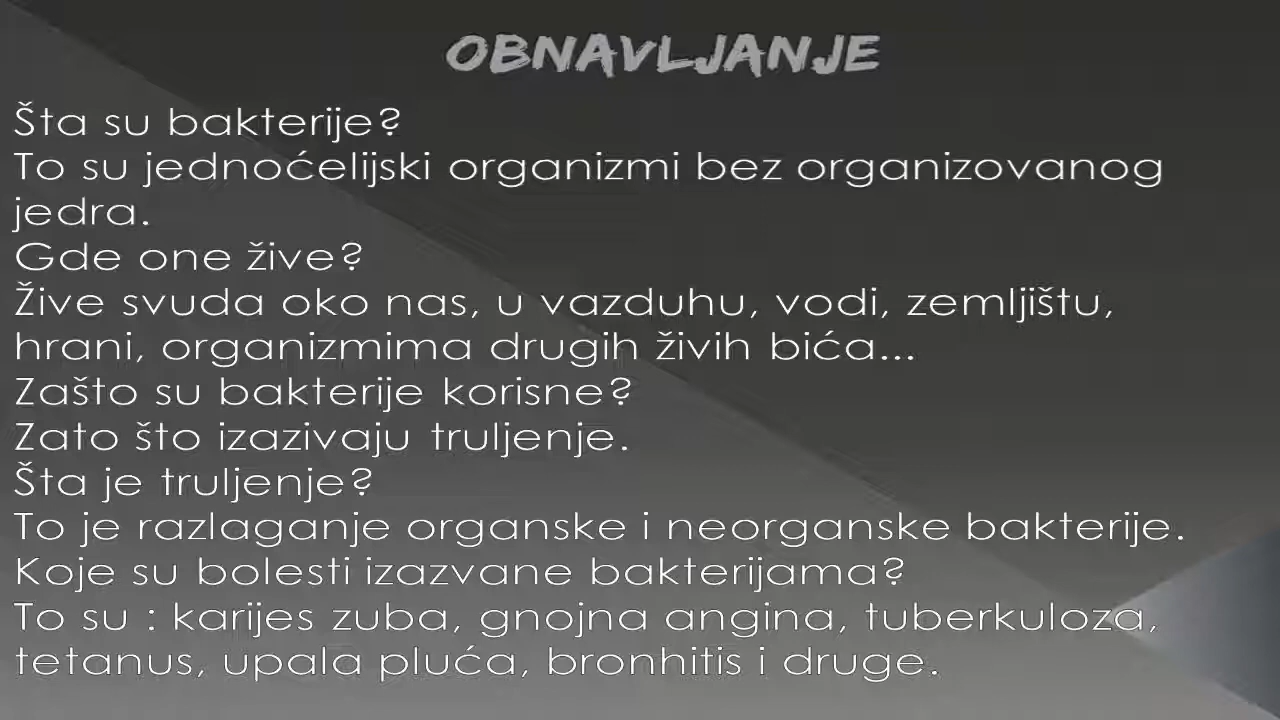 OBNAVLJANJE
Šta su bakterije?
To su jednoćelijski organizmi bez organizovanog
jedra.
Gde one žive?
Žive svuda oko nas, u vazduhu, vodi, zemljištu,
hrani, organizmima drugih živih bića...
Zašto su bakterije korisne?
Zato što izazivaju truljenje.
Šta je truljenje?
To je razlaganje organske i neorganske bakterije.
Koje su bolesti izazvane bakterijama?
To su : karijes zuba, gnojna angina, tuberkuloza,
tetanus, upala pluća, bronhitis i druge.